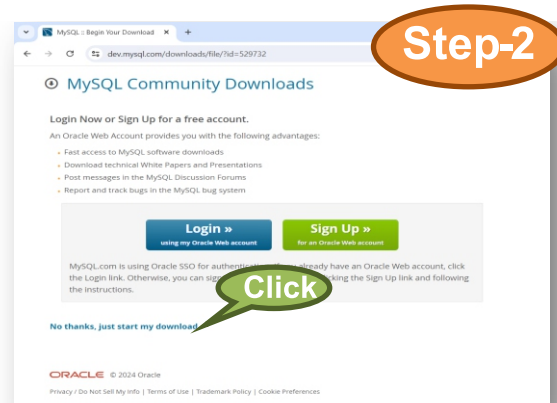 MySQL :: Begin Your Download
Step-2
dev.mysql.com/downloads/file/?id=529732
MySQL Community Downloads
Login Now or Sign Up for a free account.
An Oracle Web Account provides you with the following advantages:
Fast access to MySQL software downloads
Download technical White Papers and Presentations
Post messages in the MySQL Discussion Forums
Report and track bugs in the MySQL bug system
Login »
using my Oracle Web account
Sign Up »
for an Oracle Web account
MySQL.com is using Oracle SSO for already have an Oracle Web account, click
the Login link. Otherwise, you can clicking the Sign Up link and following
the instructions.
Click
No thanks, just start my download
ORACLE © 2024 Oracle
Privacy / Do Not Sell My Info | Terms of Use | Trademark Policy | Cookie Preferences